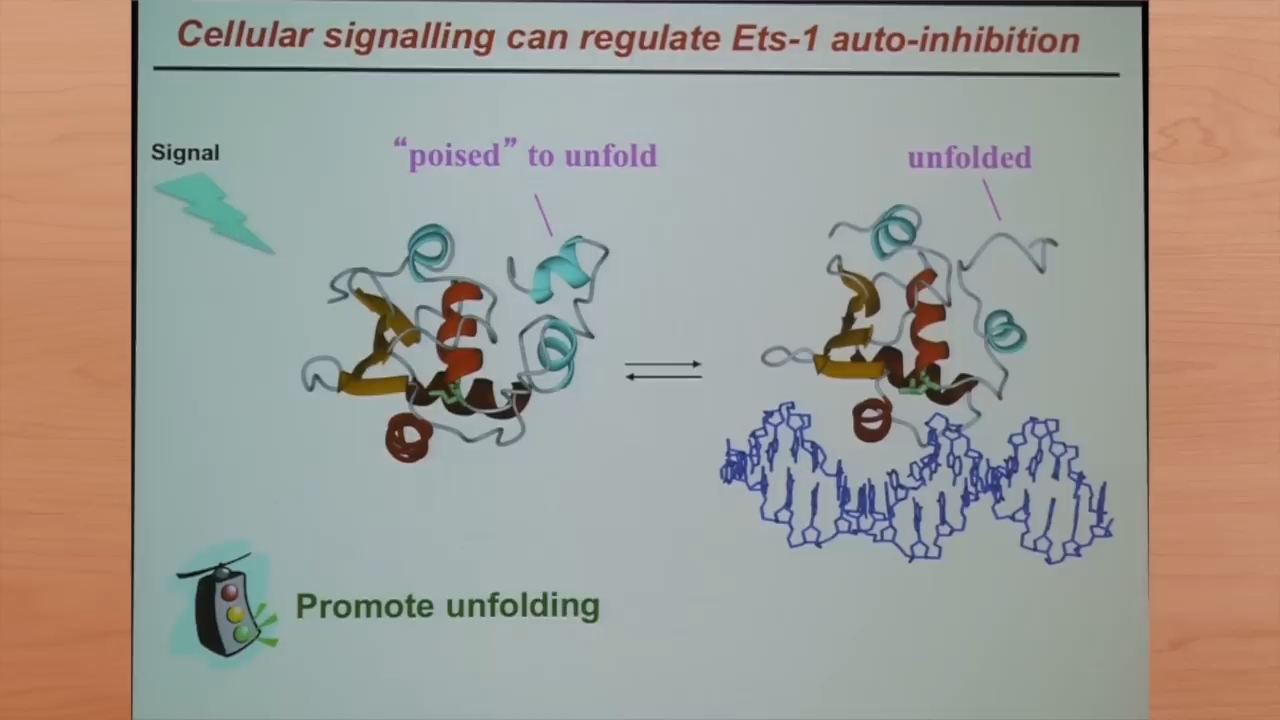 Cellular signalling can regulate Ets-1 auto-inhibition
Signal
“poised” to unfold
unfolded
Promote unfolding